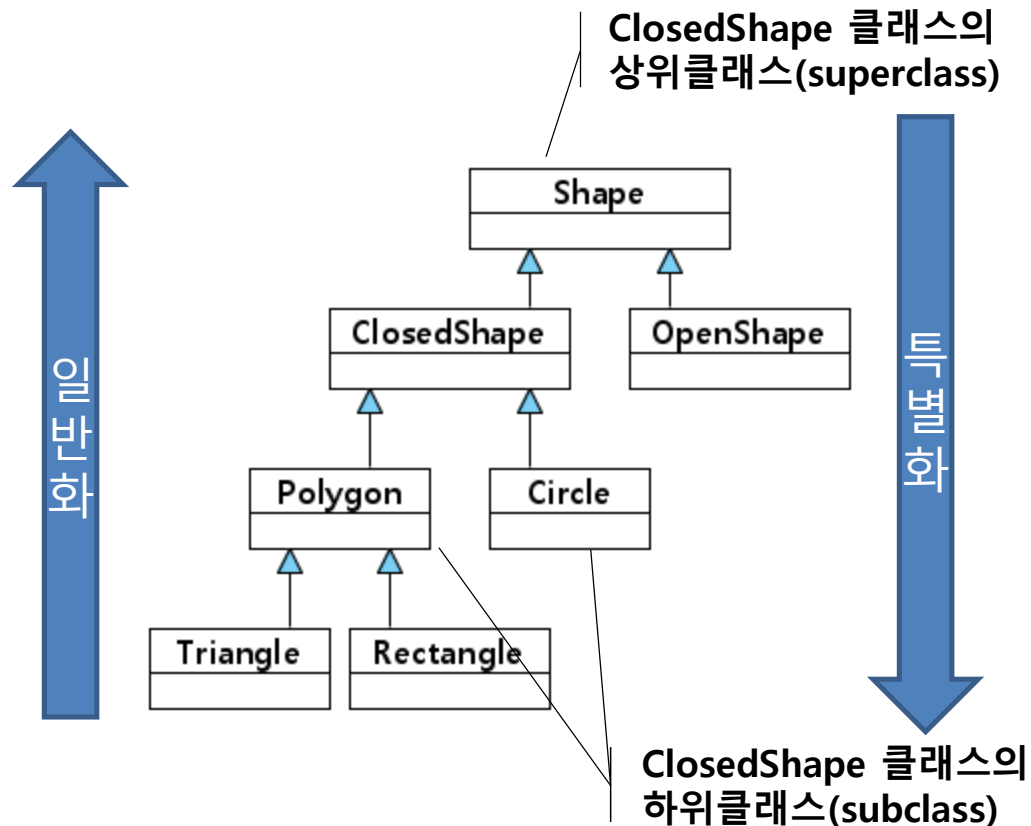 ClosedShape 클래스의
상위클래스(superclass)
Shape
ClosedShape
OpenShape
일반화
특별화
Polygon
Circle
Triangle
Rectangle
ClosedShape 클래스의
하위클래스(subclass)